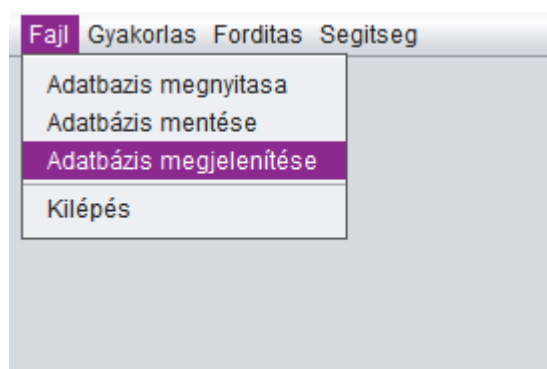 Fajl Gyakorlas Forditas Segitseg
Adatbazis megnyitasa
Adatbázis mentése
Adatbázis megjelenítése
Kilépés